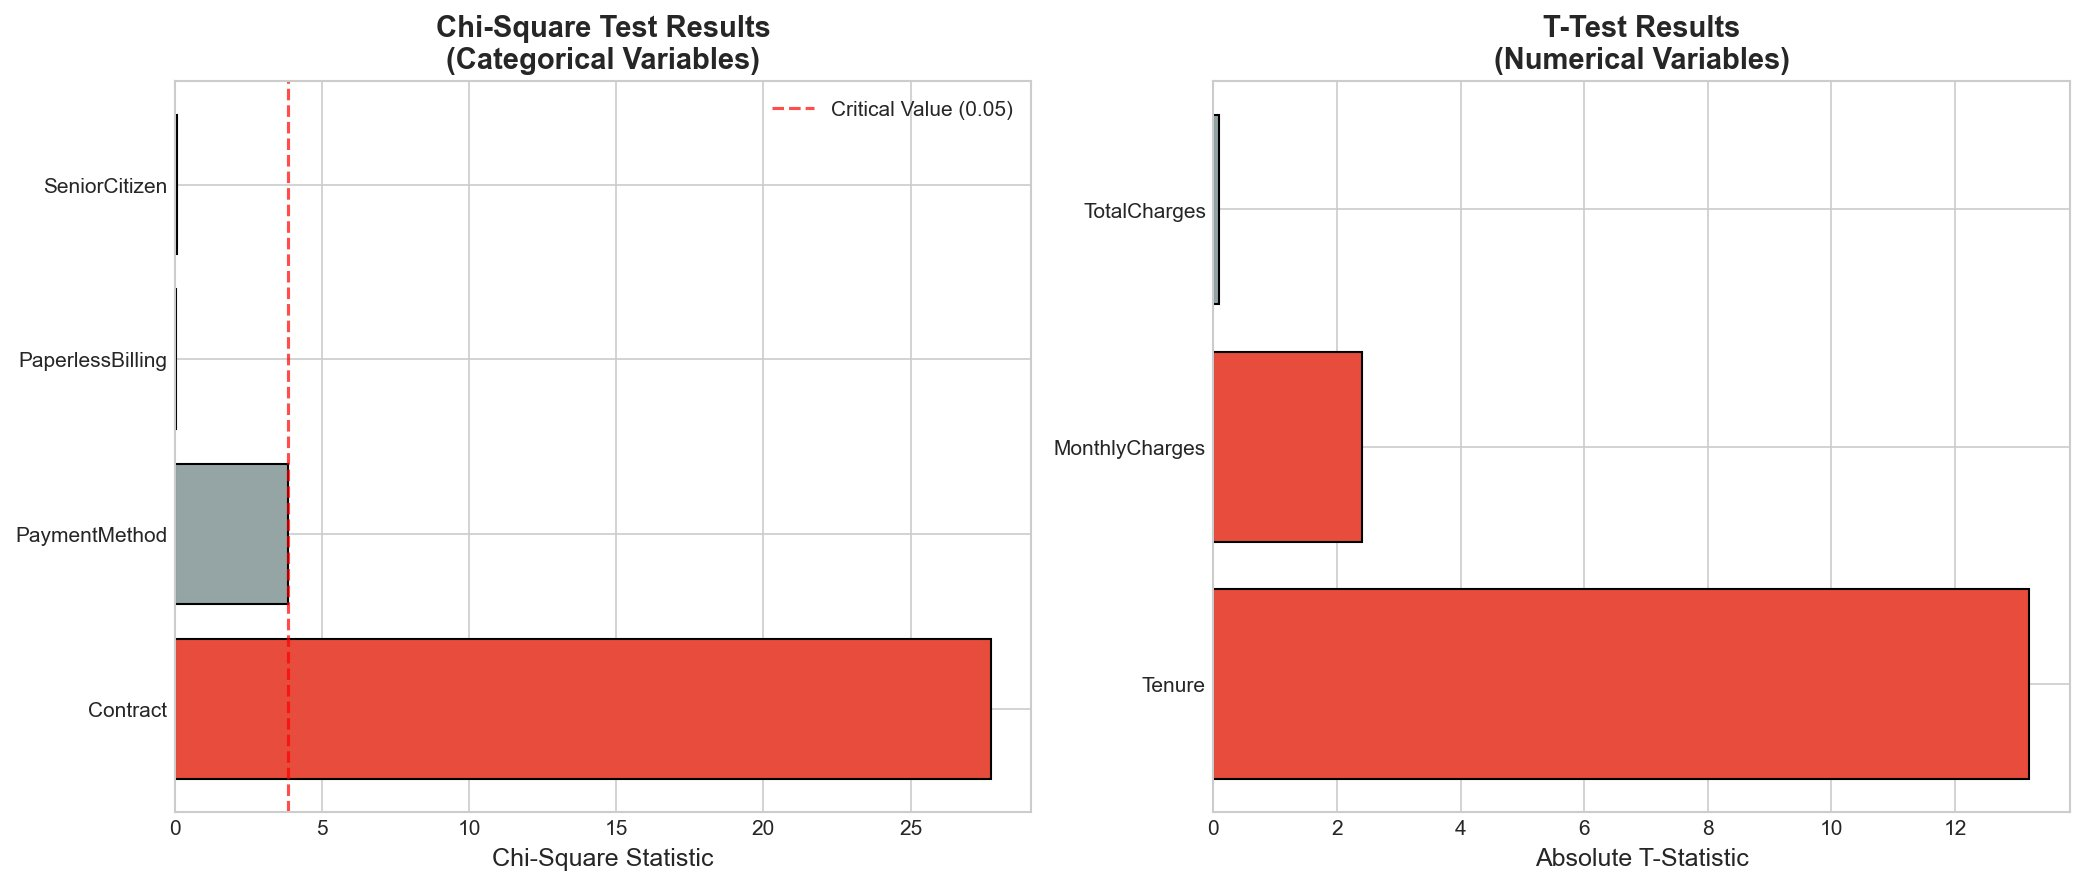 Chi-Square Test Results
(Categorical Variables)
Critical Value (0.05)
SeniorCitizen
PaperlessBilling
PaymentMethod
Contract
0 5 10 15 20 25
Chi-Square Statistic
T-Test Results
(Numerical Variables)
TotalCharges
MonthlyCharges
Tenure
0 2 4 6 8 10 12
Absolute T-Statistic